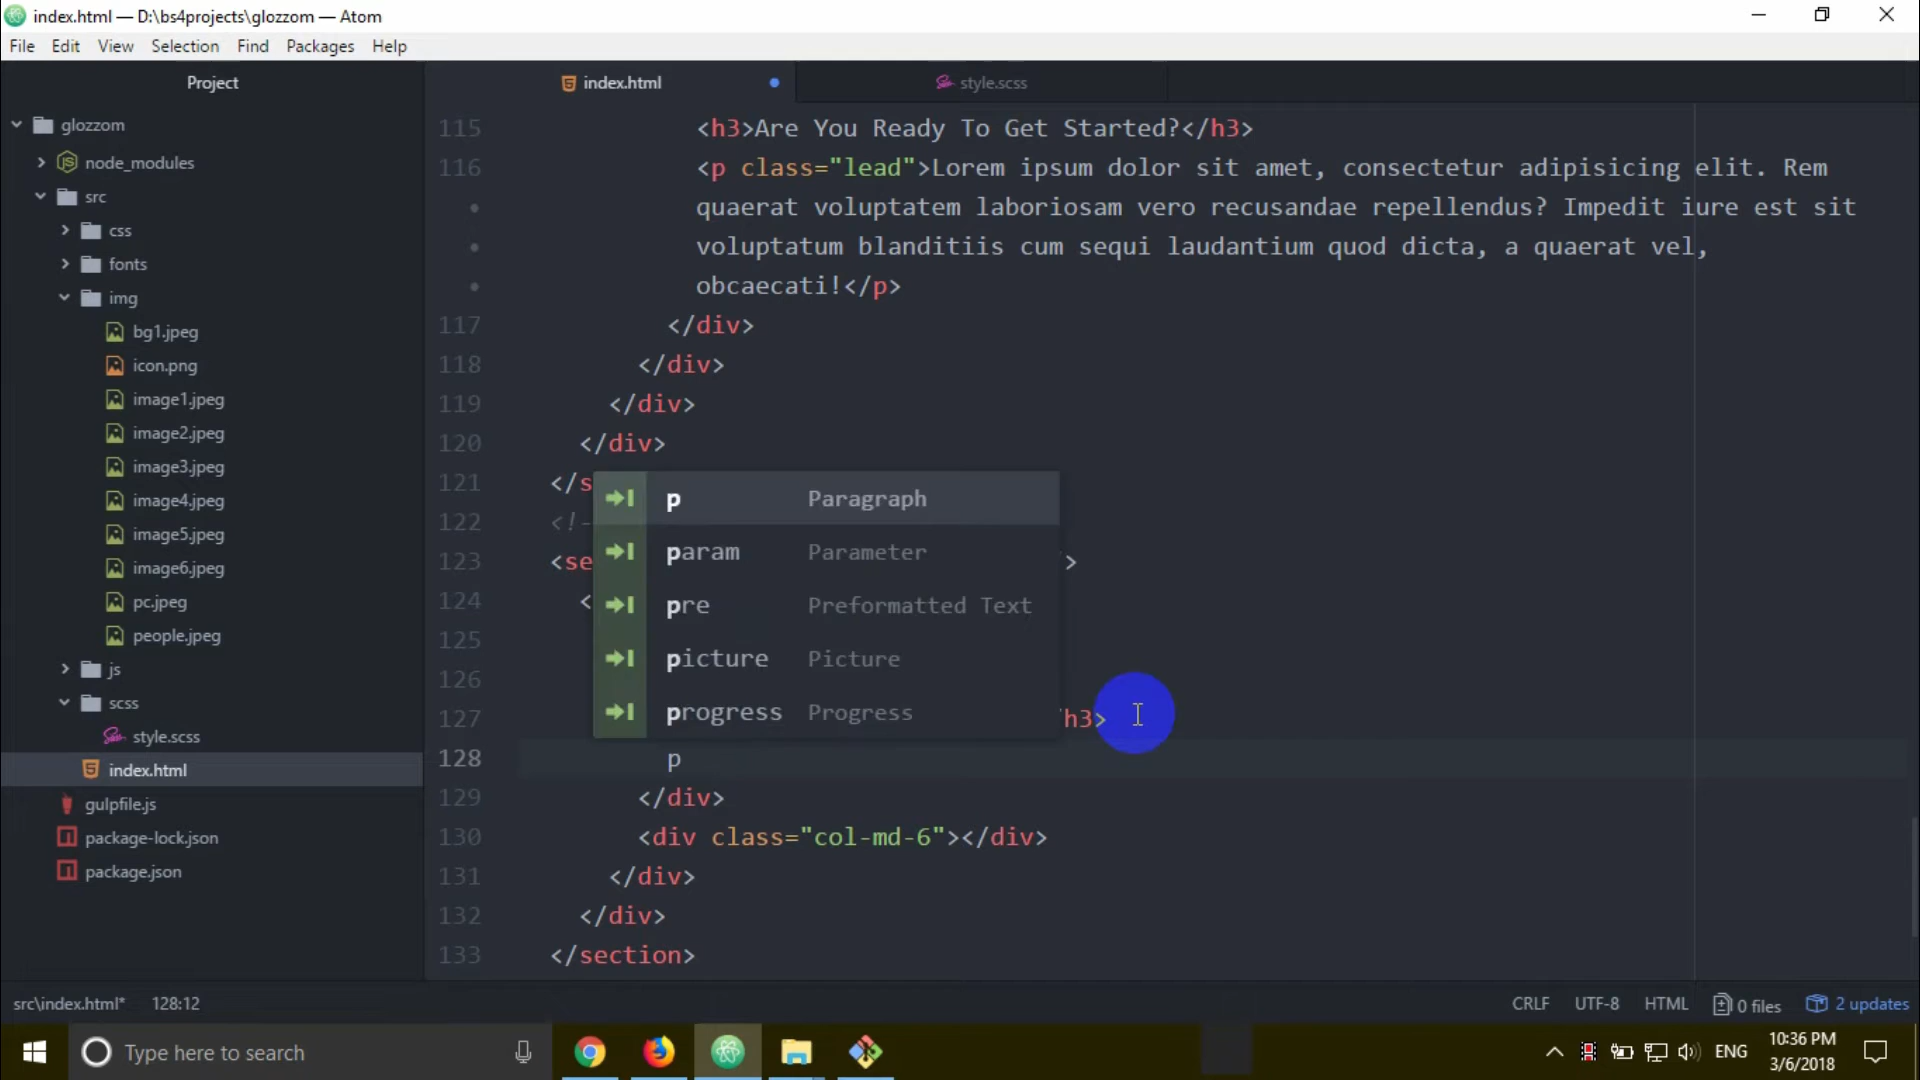 index.html — D:\bs4projects\glozzom — Atom
File Edit View Selection Find Packages Help
Project
index.html
style.scss
glozzom
node_modules
src
css
fonts
img
bg1.jpeg
icon.png
image1.jpeg
image2.jpeg
image3.jpeg
image4.jpeg
image5.jpeg
image6.jpeg
pc.jpeg
people.jpeg
js
scss
style.scss
index.html
gulpfile.js
package-lock.json
package.json
115 <h3>Are You Ready To Get Started?</h3>
116 <p class="lead">Lorem ipsum dolor sit amet, consectetur adipisicing elit. Rem
quaerat voluptatem laboriosam vero recusandae repellendus? Impedit iure est sit
voluptatum blanditiis cum sequi laudantium quod dicta, a quaerat vel,
obcaecati!</p>
117 </div>
118 </div>
119 </div>
120 </div>
121 </s
122 <!-
123 <se >
124 <
125
126
127 h3>
128 p
129 </div>
130 <div class="col-md-6"></div>
131 </div>
132 </div>
133 </section>
p Paragraph
param Parameter
pre Preformatted Text
picture Picture
progress Progress
src\index.html* 128:12 CRLF UTF-8 HTML 0 files 2 updates
Type here to search
ENG
10:36 PM
3/6/2018